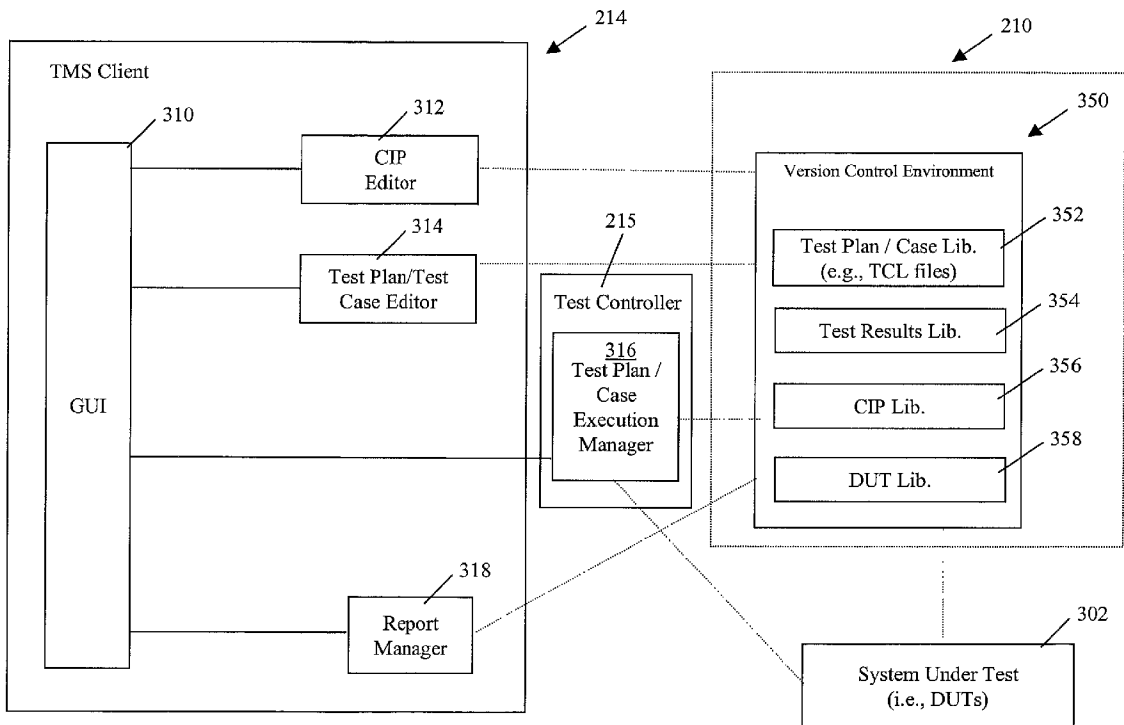 214
TMS Client
310
GUI
312
CIP
Editor
314
Test Plan/Test
Case Editor
215
Test Controller
316
Test Plan /
Case
Execution
Manager
318
Report
Manager
210
350
Version Control Environment
352
Test Plan / Case Lib.
(e.g., TCL files)
354
Test Results Lib.
356
CIP Lib.
358
DUT Lib.
302
System Under Test
(i.e., DUTs)